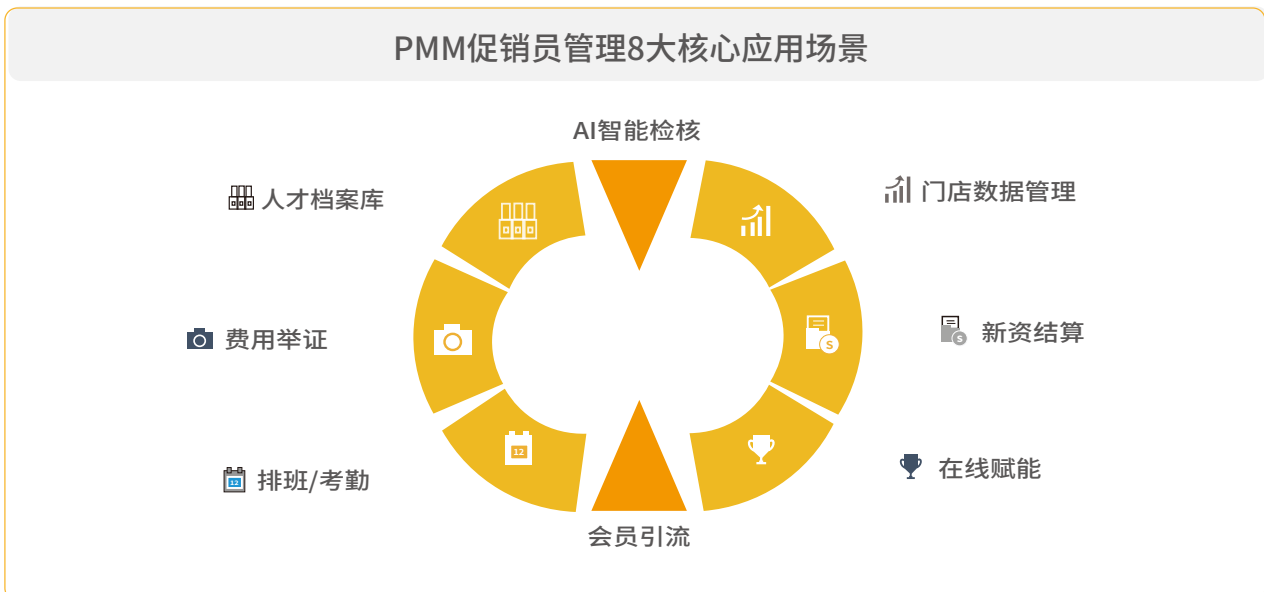 PMM促销员管理8大核心应用场景
AI智能检核
人才档案库
门店数据管理
费用举证
新资结算
排班/考勤
在线赋能
会员引流
12
12
S
S